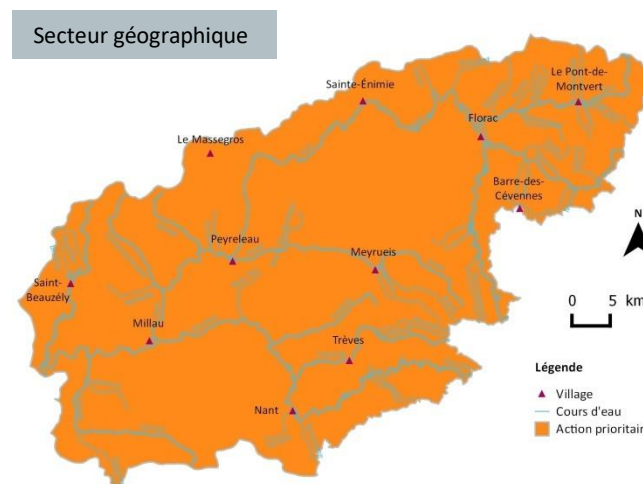 Secteur géographique
Le Pont-de-
Montvert
Sainte-Énimie
Florac
Le Massegros
Barre-des-
Cévennes
N
Peyreleau
Meyrueis
Saint-
Beauzély
0 5 km
Millau
Trèves
Légende
Village
Nant
Cours d'eau
Action prioritair